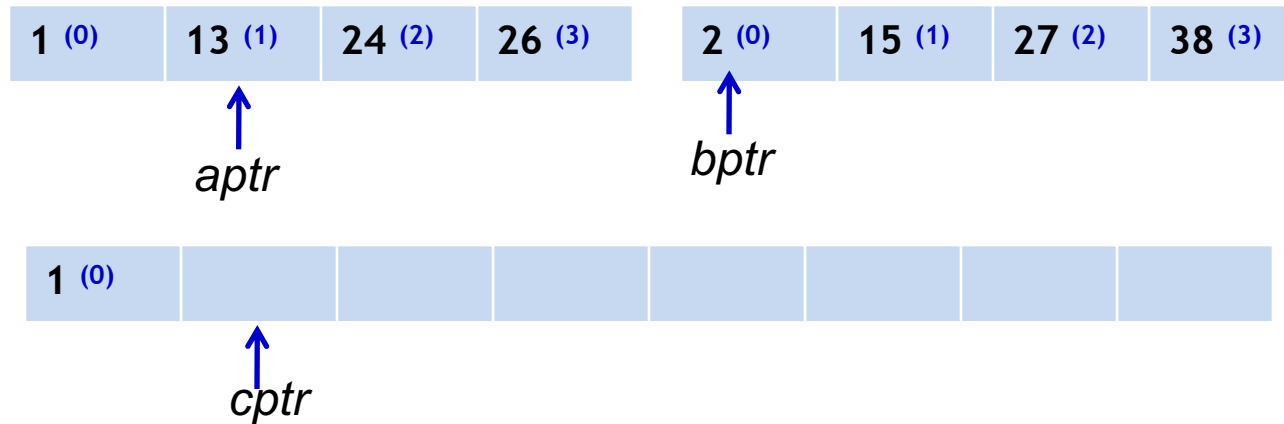 1 (0) 13 (1) 24 (2) 26 (3) 2 (0) 15 (1) 27 (2) 38 (3)
aptr bptr
1 (0)
cptr